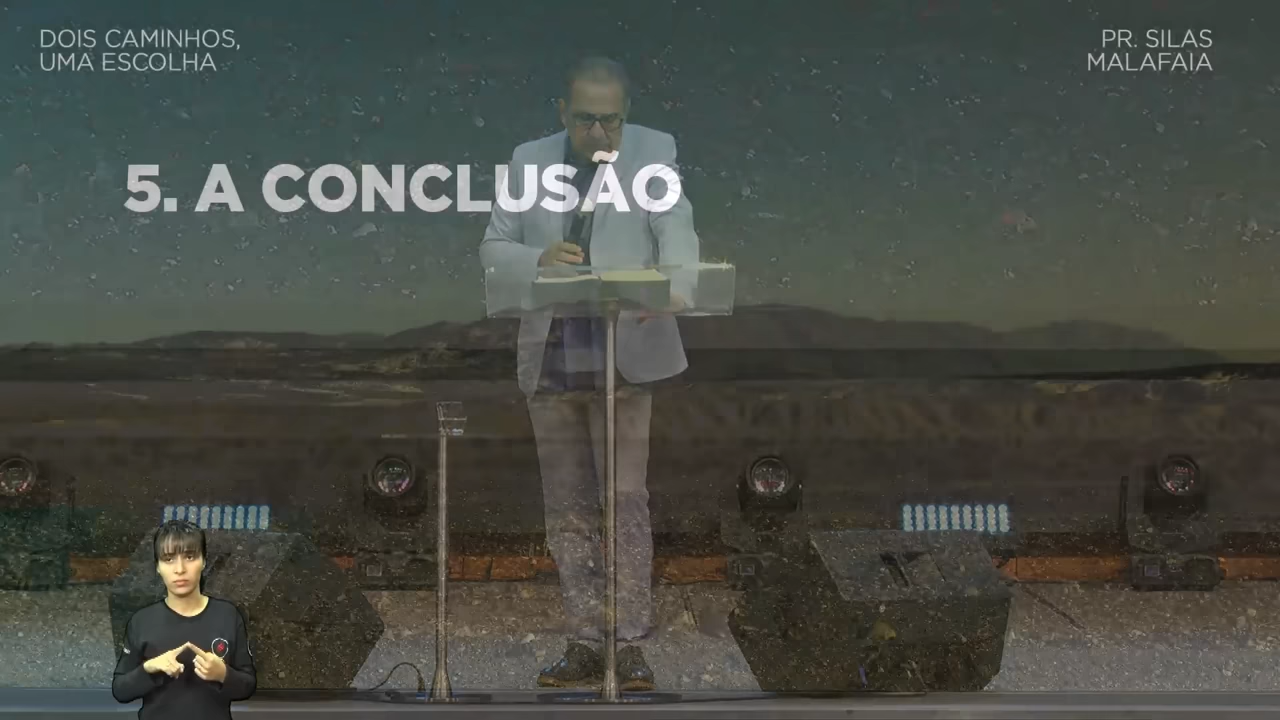 DOIS CAMINHOS,
UMA ESCOLHA
PR. SILAS
MALAFAIA
5. A CONCLUSÃO